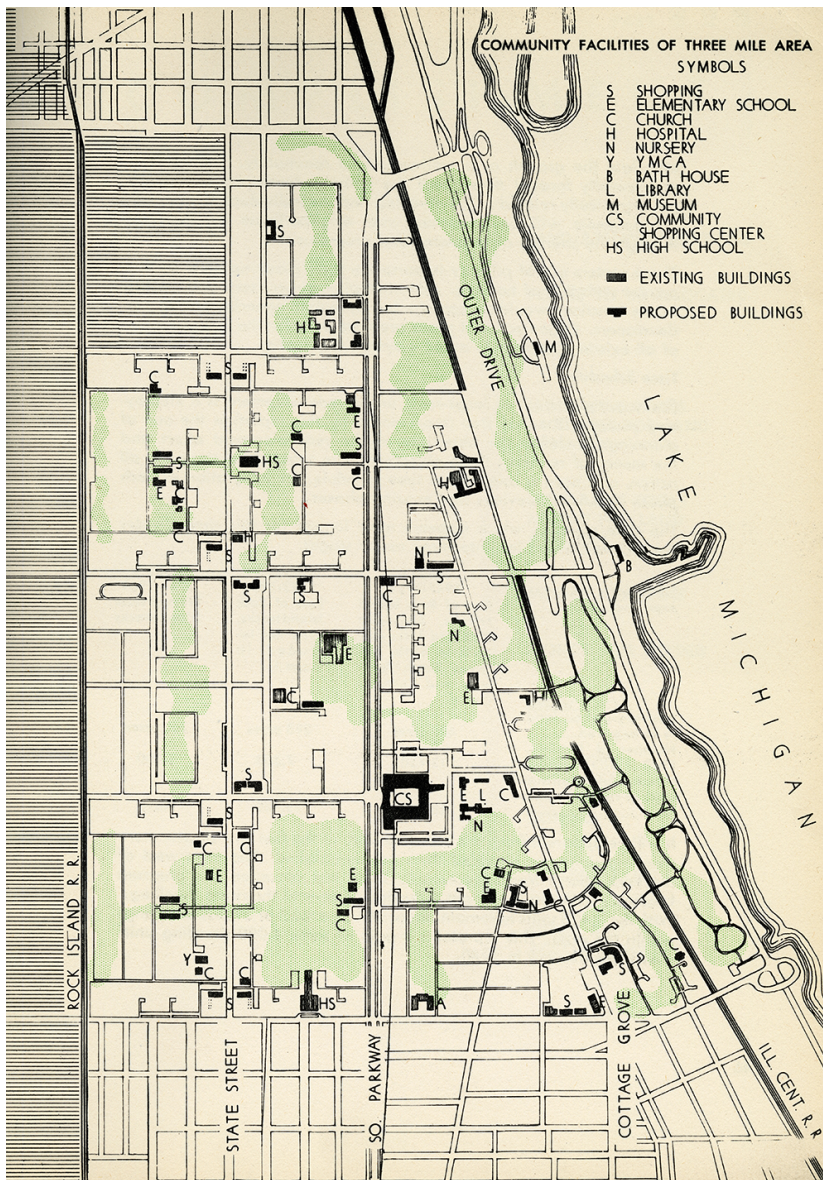 COMMUNITY FACILITIES OF THREE MILE AREA
SYMBOLS
S SHOPPING
E ELEMENTARY SCHOOL
C CHURCH
H HOSPITAL
N NURSERY
Y YMCA
B BATH HOUSE
L LIBRARY
M MUSEUM
CS COMMUNITY
SHOPPING CENTER
HS HIGH SCHOOL
EXISTING BUILDINGS
PROPOSED BUILDINGS
S
H
C
OUTER DRIVE
M
LAKE
MICHIGAN
C
S
E
C
S
S
HS
C
C
E
C
C
H
S
H
N
S
B
S
S
C
N
E
C
E
H
S
CS
E
L
C
N
S
C
C
E
E
S
C
C
E
S
N
C
C
Y
C
C
S
HS
A
S
S
E
C
ROCK ISLAND R. R.
STATE STREET
SO. PARKWAY
COTTAGE GROVE
ILL CENT. R. R